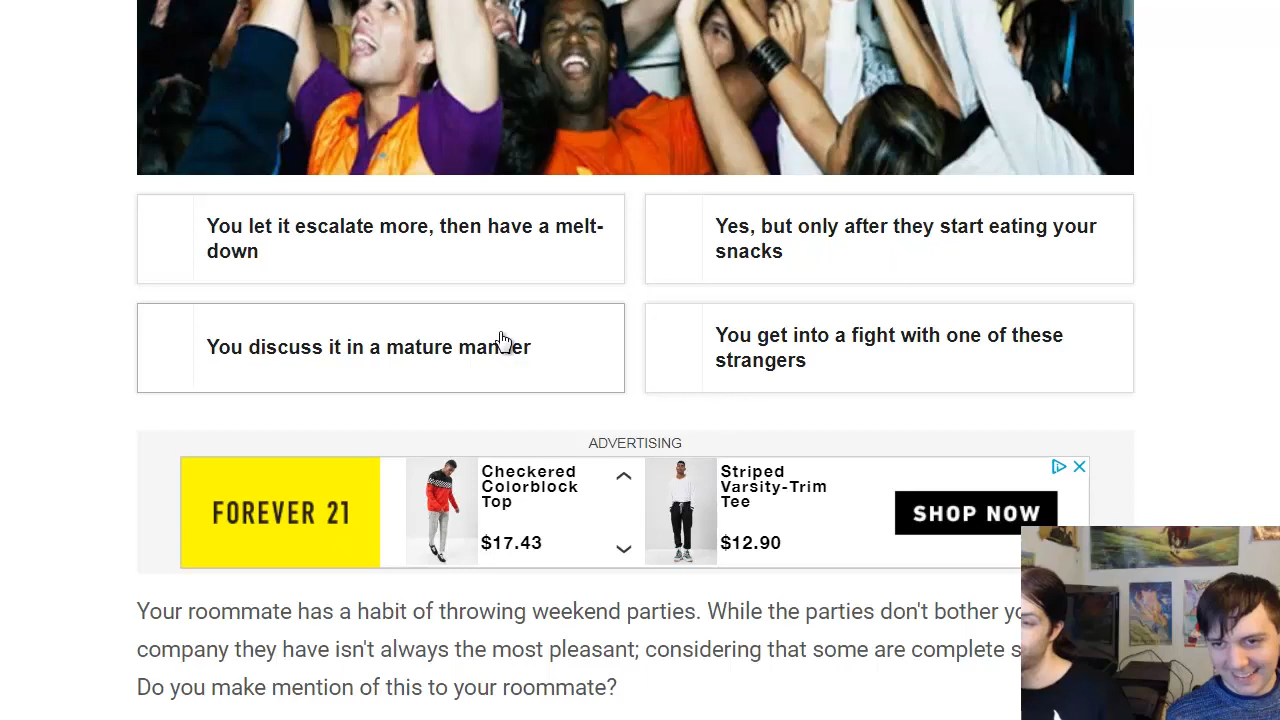 You let it escalate more, then have a melt-
down
Yes, but only after they start eating your
snacks
You discuss it in a mature manner
You get into a fight with one of these
strangers
ADVERTISING
FOREVER 21
Checkered
Colorblock
Top
$17.43
Striped
Varsity-Trim
Tee
$12.90
SHOP NOW
Your roommate has a habit of throwing weekend parties. While the parties don't bother
company they have isn't always the most pleasant; considering that some are complete
Do you make mention of this to your roommate?